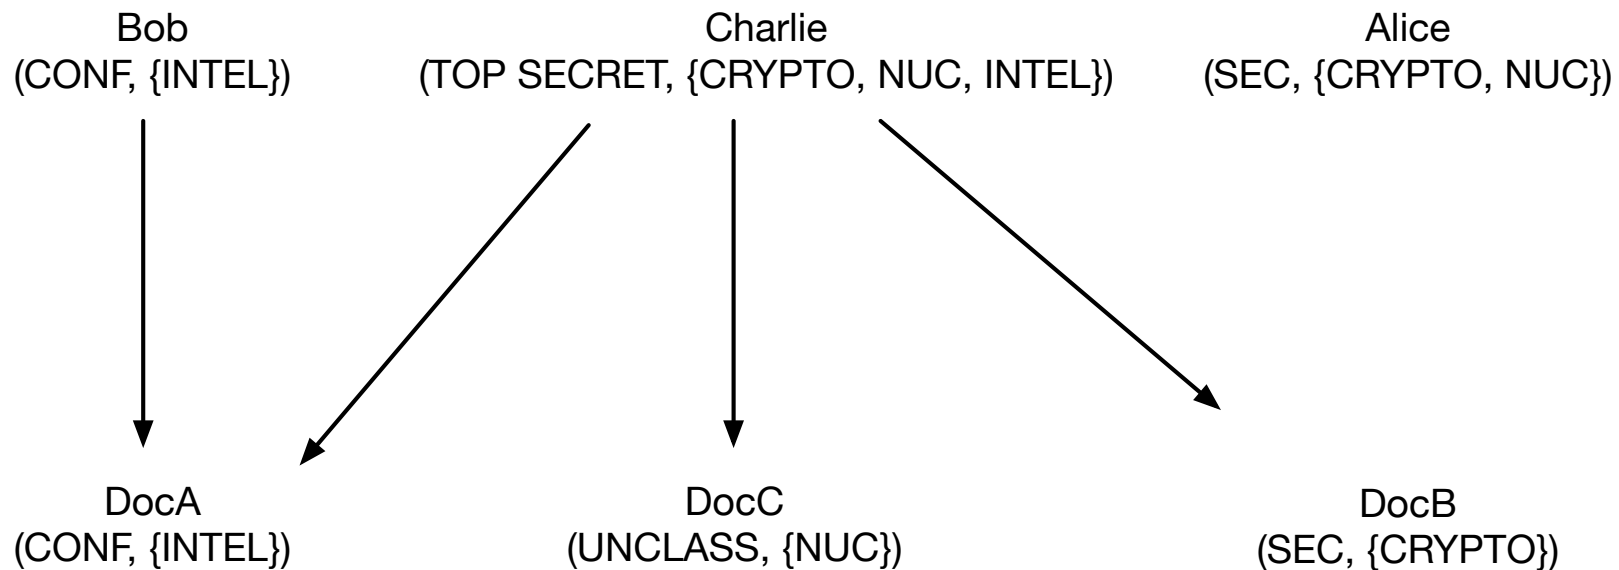 Bob
(CONF, {INTEL})
Charlie
(TOP SECRET, {CRYPTO, NUC, INTEL})
Alice
(SEC, {CRYPTO, NUC})
DocA
(CONF, {INTEL})
DocC
(UNCLASS, {NUC})
DocB
(SEC, {CRYPTO})